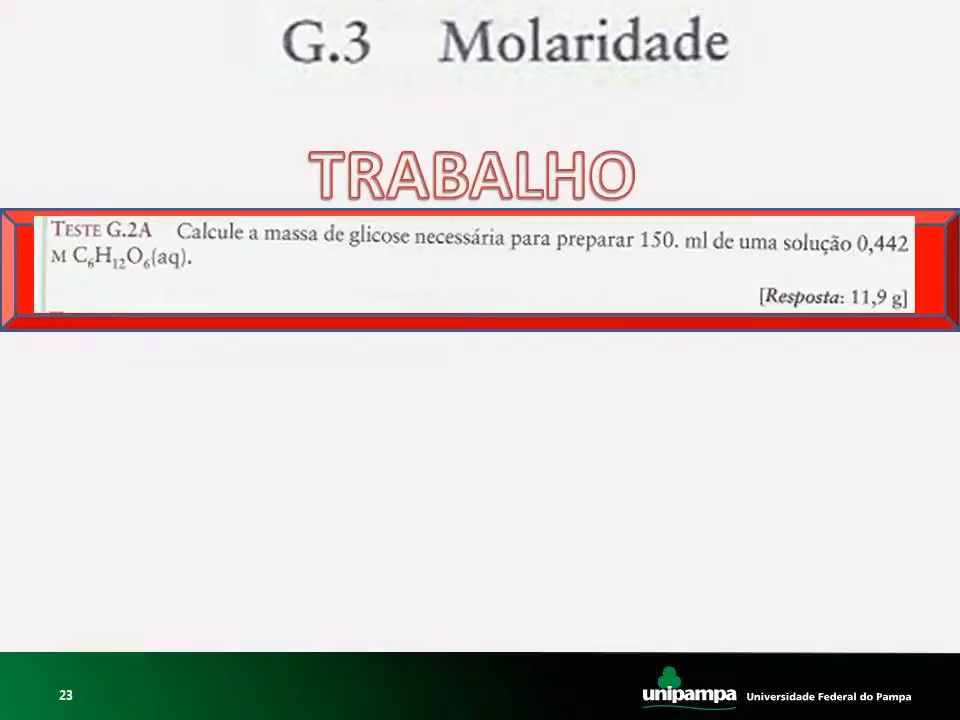 G.3 Molaridade
TRABALHO
TESTE G.2A Calcule a massa de glicose necessária para preparar 150. ml de uma solução 0,442
M C₆H₁₂O₆(aq).
[Resposta: 11,9 g]
23
unipampa Universidade Federal do Pampa